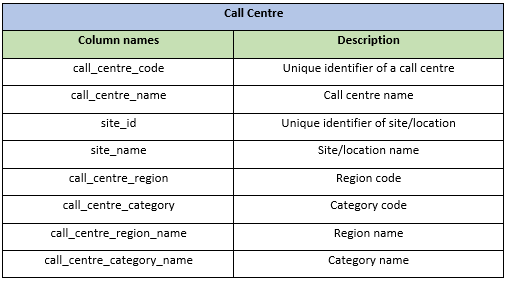 Call Centre
Column names Description
call_centre_code Unique identifier of a call centre
call_centre_name Call centre name
site_id Unique identifier of site/location
site_name Site/location name
call_centre_region Region code
call_centre_category Category code
call_centre_region_name Region name
call_centre_category_name Category name